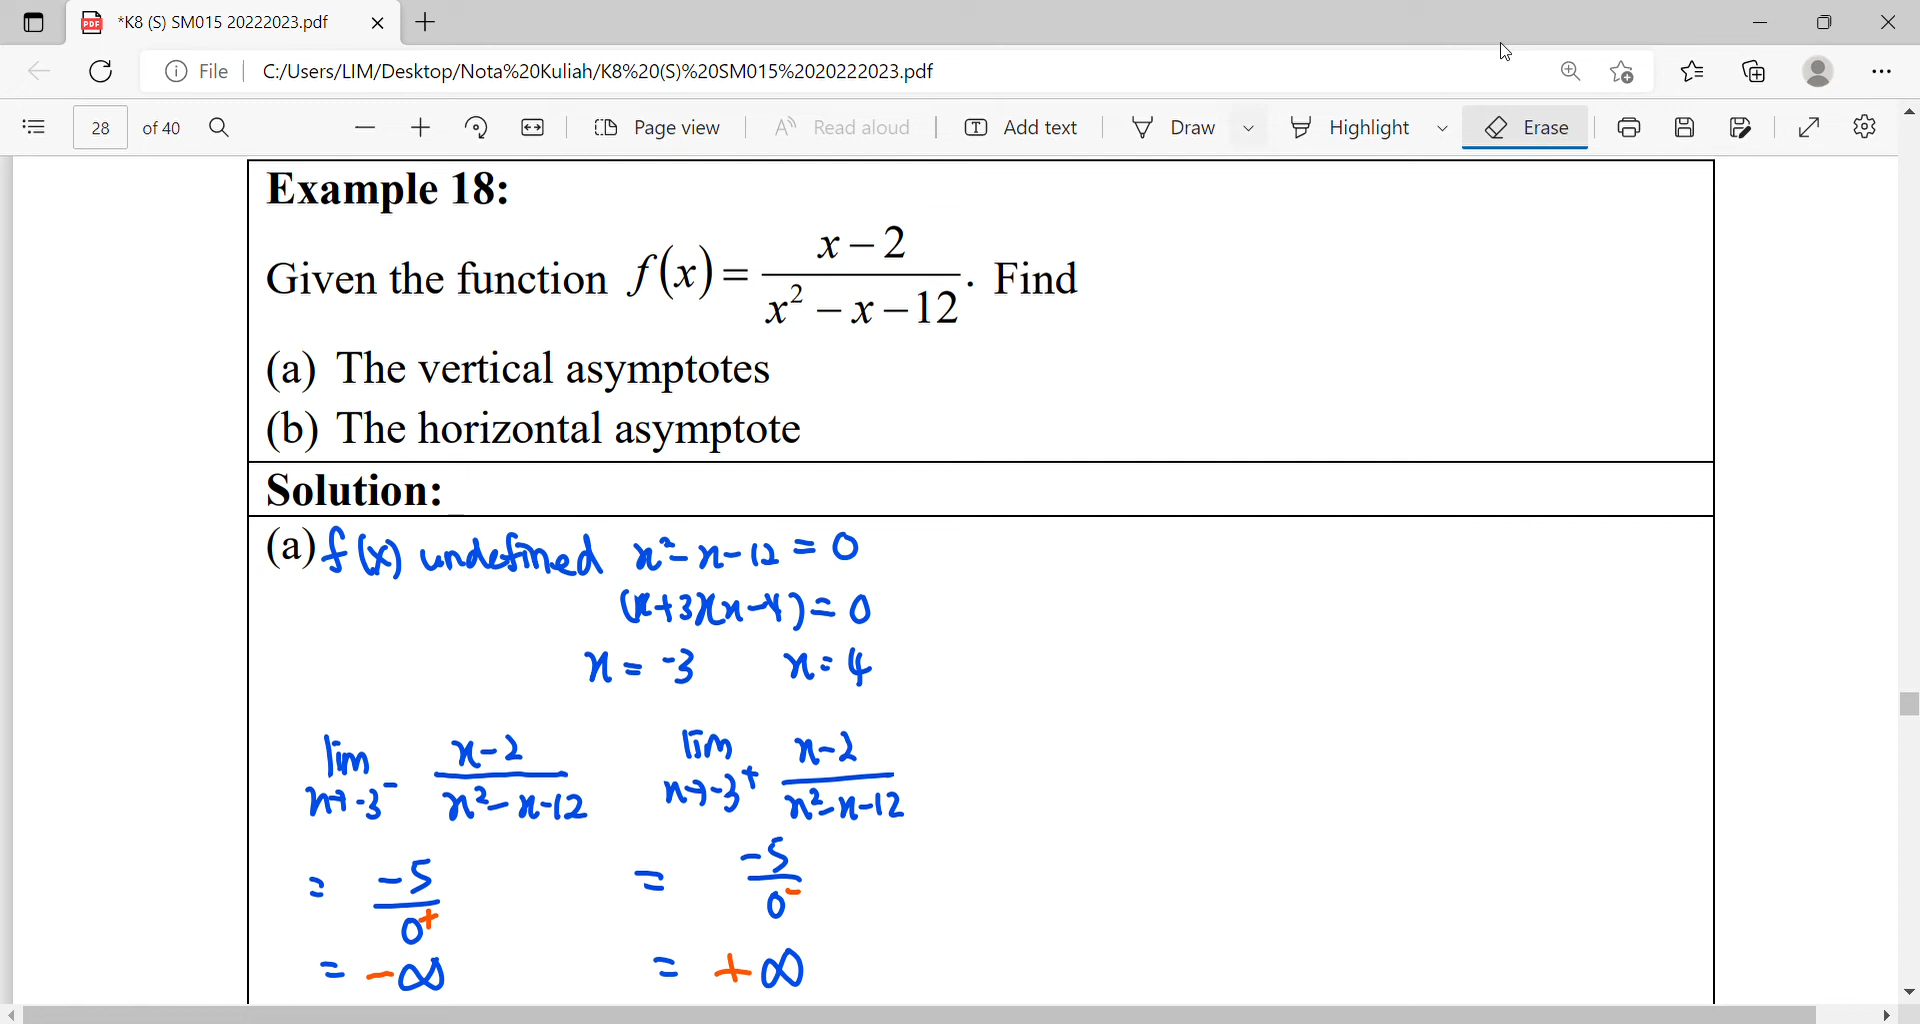 *K8 (S) SM015 20222023.pdf
File | C:/Users/LIM/Desktop/Nota%20Kuliah/K8%20(S)%20SM015%2020222023.pdf
28 of 40 Page view Read aloud Add text Draw Highlight Erase
Example 18:
Given the function f(x) = (x − 2)/(x² − x − 12). Find
(a) The vertical asymptotes
(b) The horizontal asymptote
Solution:
(a) f(x) undefined x² − x − 12 = 0
(x+3)(x−4) = 0
x = −3 x = 4
lim x→−3⁻ (x−2)/(x²−x−12) lim x→−3⁺ (x−2)/(x²−x−12)
= −5/0⁺ = −5/0⁻
= −∞ = +∞